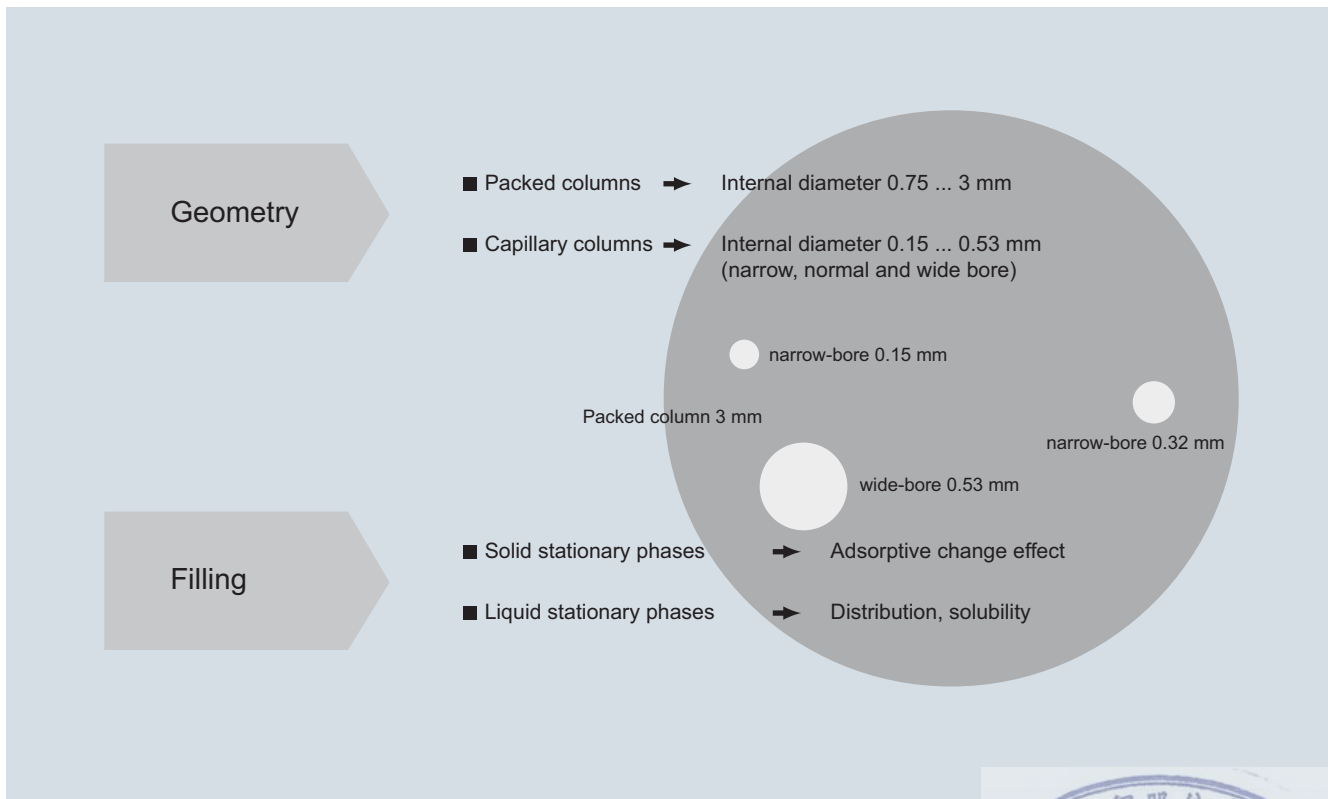 Geometry
■ Packed columns → Internal diameter 0.75 ... 3 mm
■ Capillary columns → Internal diameter 0.15 ... 0.53 mm
(narrow, normal and wide bore)
narrow-bore 0.15 mm
Packed column 3 mm
narrow-bore 0.32 mm
wide-bore 0.53 mm
Filling
■ Solid stationary phases → Adsorptive change effect
■ Liquid stationary phases → Distribution, solubility